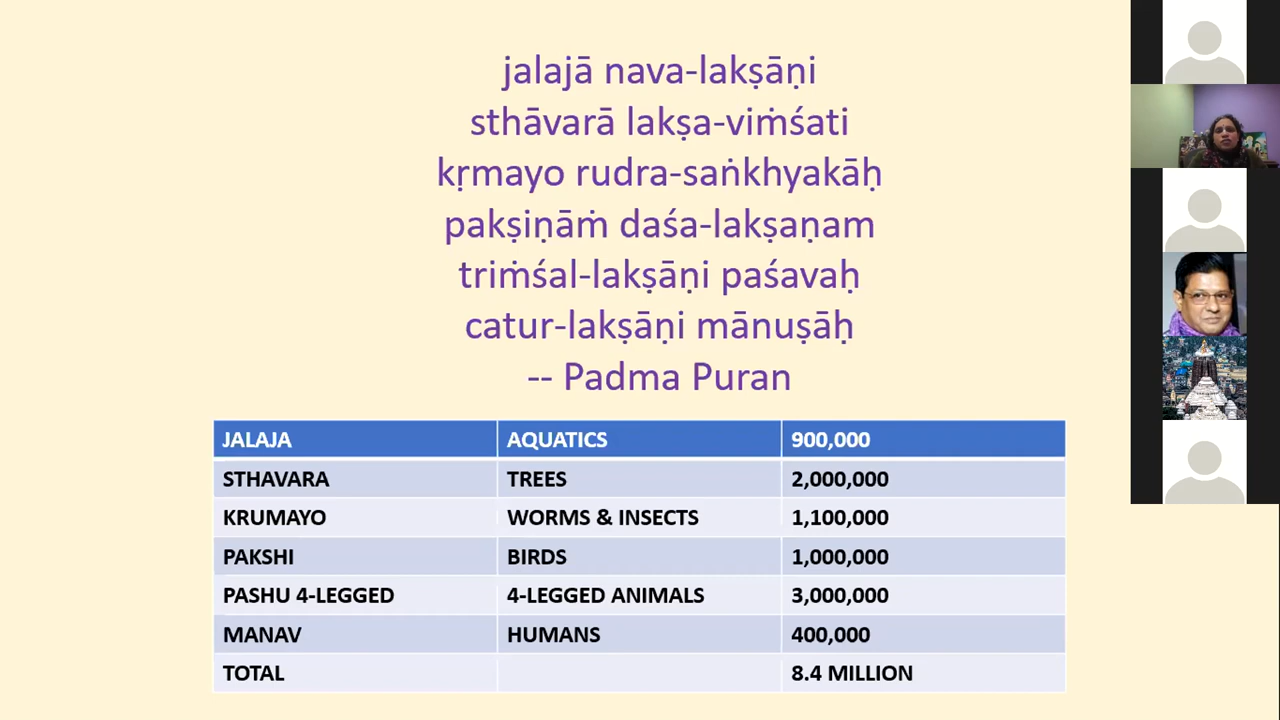 jalajā nava-lakṣāṇi
sthāvarā lakṣa-viṁśati
kṛmayo rudra-saṅkhyakāḥ
pakṣiṇāṁ daśa-lakṣaṇam
triṁśal-lakṣāṇi paśavaḥ
catur-lakṣāṇi mānuṣāḥ
-- Padma Puran
JALAJA AQUATICS 900,000
STHAVARA TREES 2,000,000
KRUMAYO WORMS & INSECTS 1,100,000
PAKSHI BIRDS 1,000,000
PASHU 4-LEGGED 4-LEGGED ANIMALS 3,000,000
MANAV HUMANS 400,000
TOTAL 8.4 MILLION